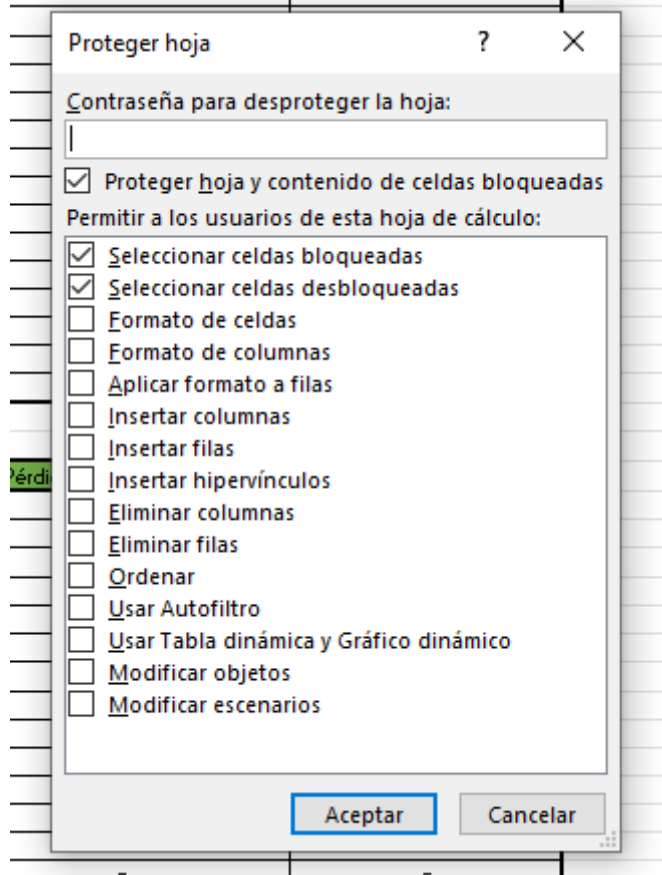 Proteger hoja
?
Contraseña para desproteger la hoja:
Proteger hoja y contenido de celdas bloqueadas
Permitir a los usuarios de esta hoja de cálculo:
Seleccionar celdas bloqueadas
Seleccionar celdas desbloqueadas
Formato de celdas
Formato de columnas
Aplicar formato a filas
Insertar columnas
Insertar filas
Insertar hipervínculos
Eliminar columnas
Eliminar filas
Ordenar
Usar Autofiltro
Usar Tabla dinámica y Gráfico dinámico
Modificar objetos
Modificar escenarios
Aceptar
Cancelar